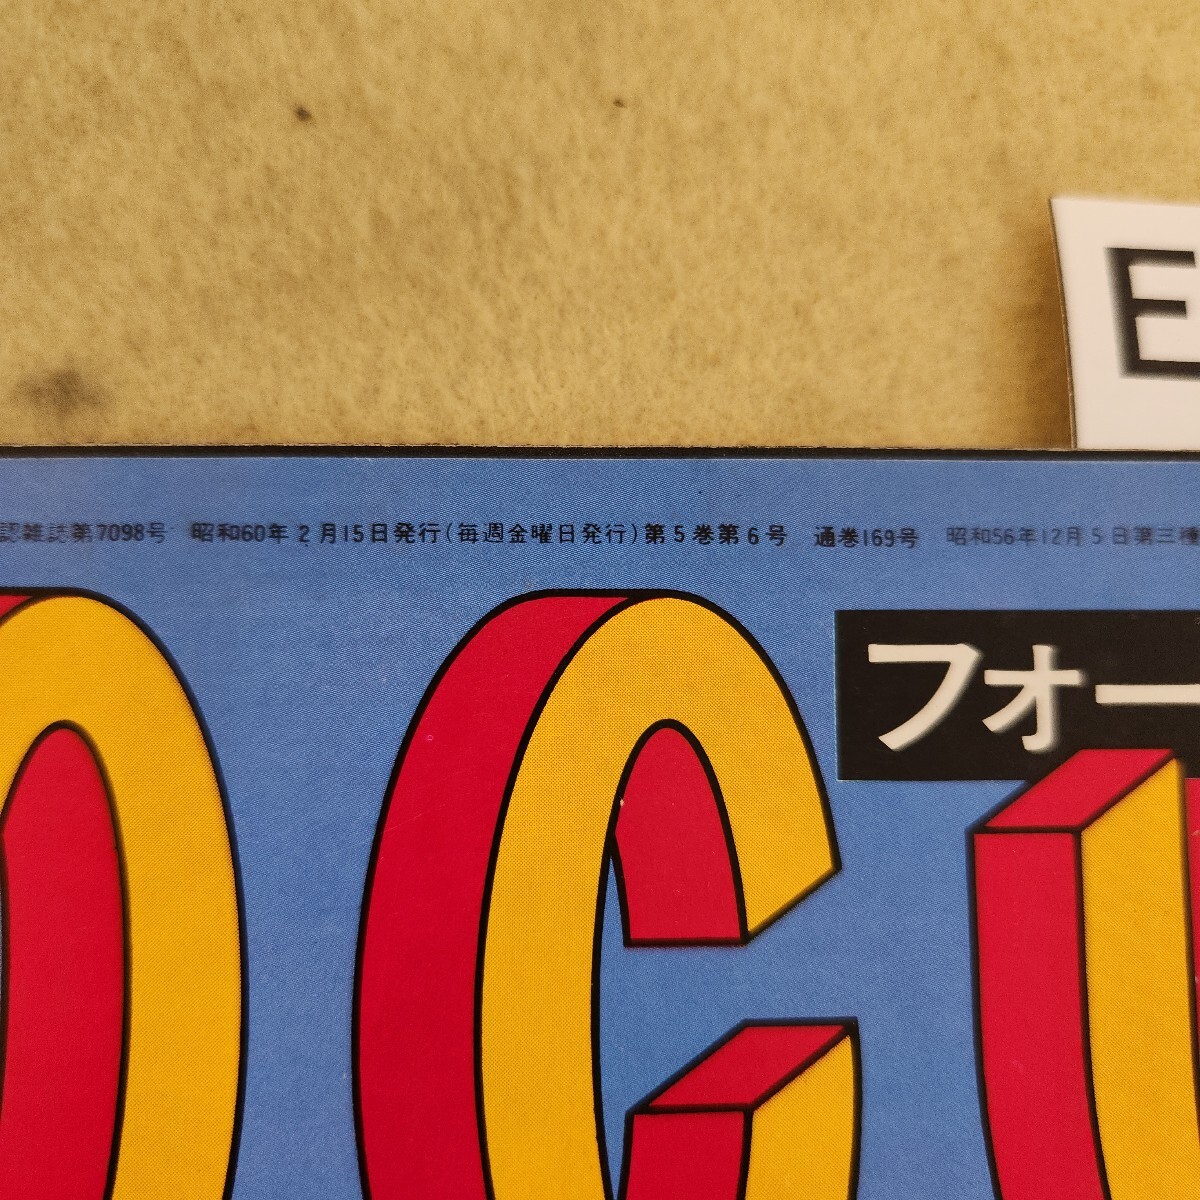 E
認雑誌第7098号 昭和60年2月15日発行(毎週金曜日発行)第5巻第6号 通巻169号 昭和56年12月5日第三種
フォー
OCU